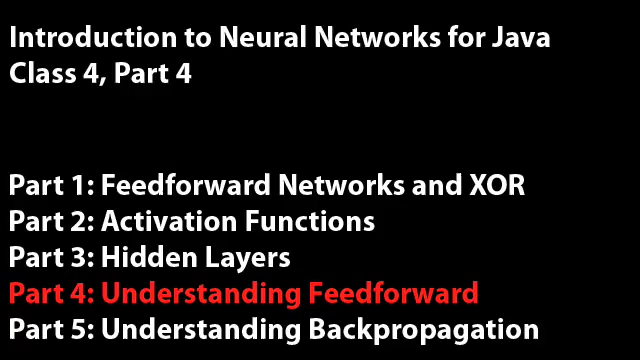 Introduction to Neural Networks for Java
Class 4, Part 4
Part 1: Feedforward Networks and XOR
Part 2: Activation Functions
Part 3: Hidden Layers
Part 4: Understanding Feedforward
Part 5: Understanding Backpropagation